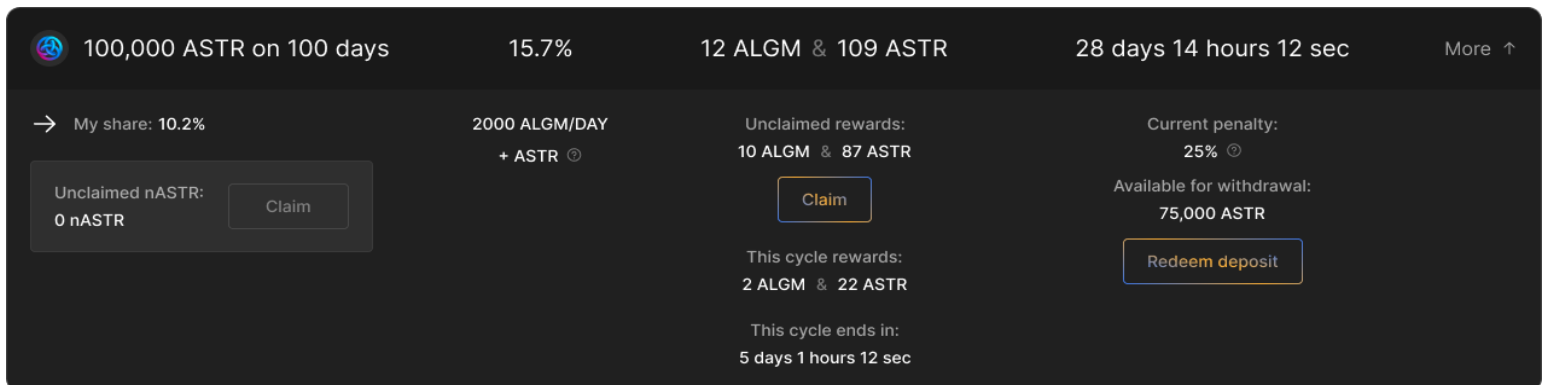 100,000 ASTR on 100 days
15.7%
12 ALGM & 109 ASTR
28 days 14 hours 12 sec
More ↑
→ My share: 10.2%
Unclaimed nASTR:
0 nASTR
Claim
2000 ALGM/DAY
+ ASTR ?
Unclaimed rewards:
10 ALGM & 87 ASTR
Claim
This cycle rewards:
2 ALGM & 22 ASTR
This cycle ends in:
5 days 1 hours 12 sec
Current penalty:
25% ?
Available for withdrawal:
75,000 ASTR
Redeem deposit